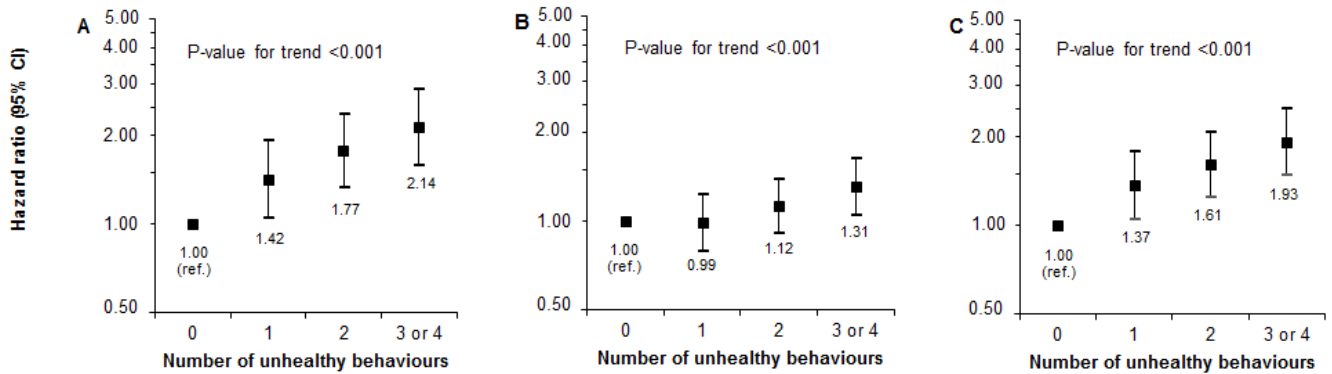 Hazard ratio (95% CI)
A
P-value for trend <0.001
5.00
4.00
3.00
2.00
1.00
0.50
1.00
(ref.)
1.42
1.77
2.14
0 1 2 3 or 4
Number of unhealthy behaviours
B
P-value for trend <0.001
5.00
4.00
3.00
2.00
1.00
0.50
1.00
(ref.)
0.99
1.12
1.31
0 1 2 3 or 4
Number of unhealthy behaviours
C
P-value for trend <0.001
5.00
4.00
3.00
2.00
1.00
0.50
1.00
(ref.)
1.37
1.61
1.93
0 1 2 3 or 4
Number of unhealthy behaviours